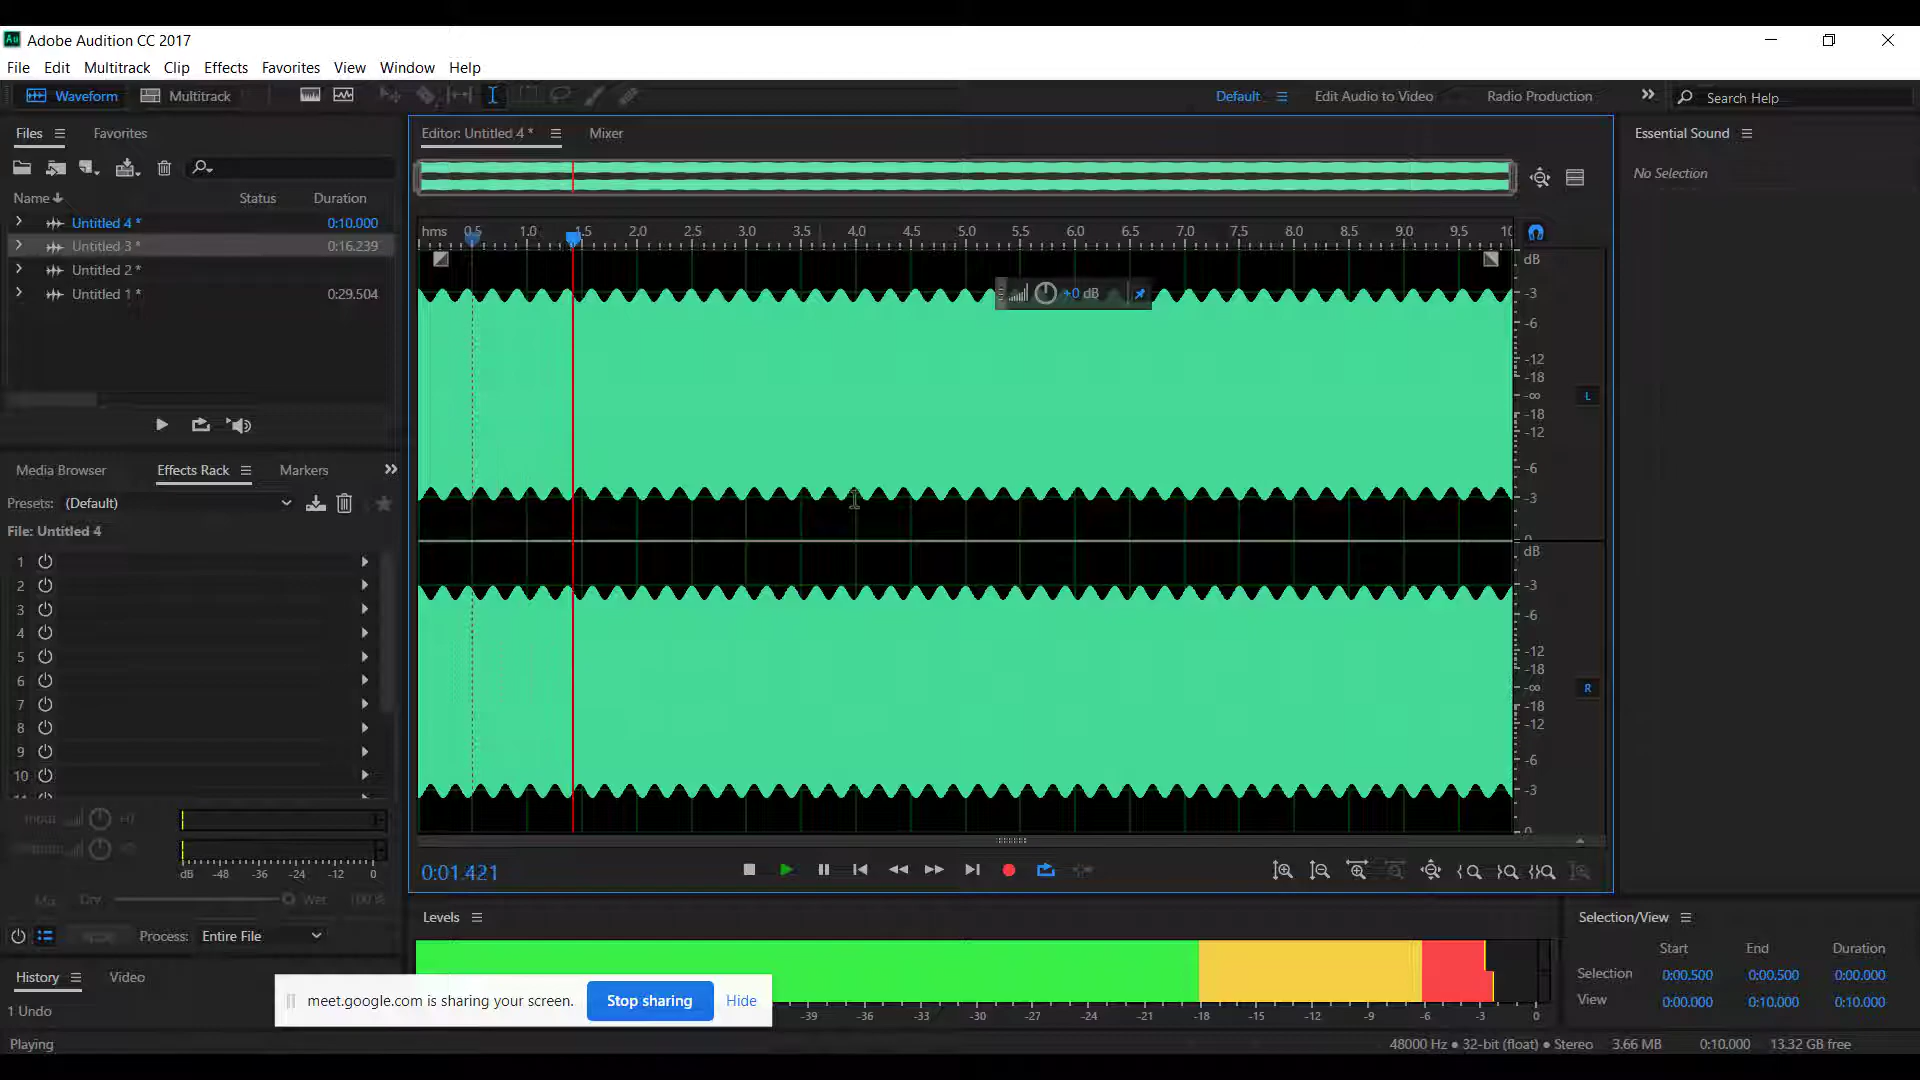 Au Adobe Audition CC 2017
File Edit Multitrack Clip Effects Favorites View Window Help
Waveform Multitrack Default Edit Audio to Video Radio Production Search Help
Files Favorites
Name Status Duration
Untitled 4 * 0:10.000
Untitled 3 * 0:16.239
Untitled 2 *
Untitled 1 * 0:29.504
Media Browser Effects Rack Markers
Presets: (Default)
File: Untitled 4
1
2
3
4
5
6
7
8
9
10
dB -48 -36 -24 -12 0
Dry Wet 100 %
Process: Entire File
History Video
1 Undo
Playing
Editor: Untitled 4 * Mixer
hms 0.5 1.0 1.5 2.0 2.5 3.0 3.5 4.0 4.5 5.0 5.5 6.0 6.5 7.0 7.5 8.0 8.5 9.0 9.5 10
+0 dB
dB
-3
-6
-12
-18
-∞
-18
-12
-6
-3
L
dB
-3
-6
-12
-18
-∞
-18
-12
-6
-3
0
R
0:01.421
Levels
-39 -36 -33 -30 -27 -24 -21 -18 -15 -12 -9 -6 -3 0
meet.google.com is sharing your screen. Stop sharing Hide
Essential Sound
No Selection
Selection/View
Start End Duration
Selection 0:00.500 0:00.500 0:00.000
View 0:00.000 0:10.000 0:10.000
48000 Hz ● 32-bit (float) ● Stereo 3.66 MB 0:10.000 13.32 GB free